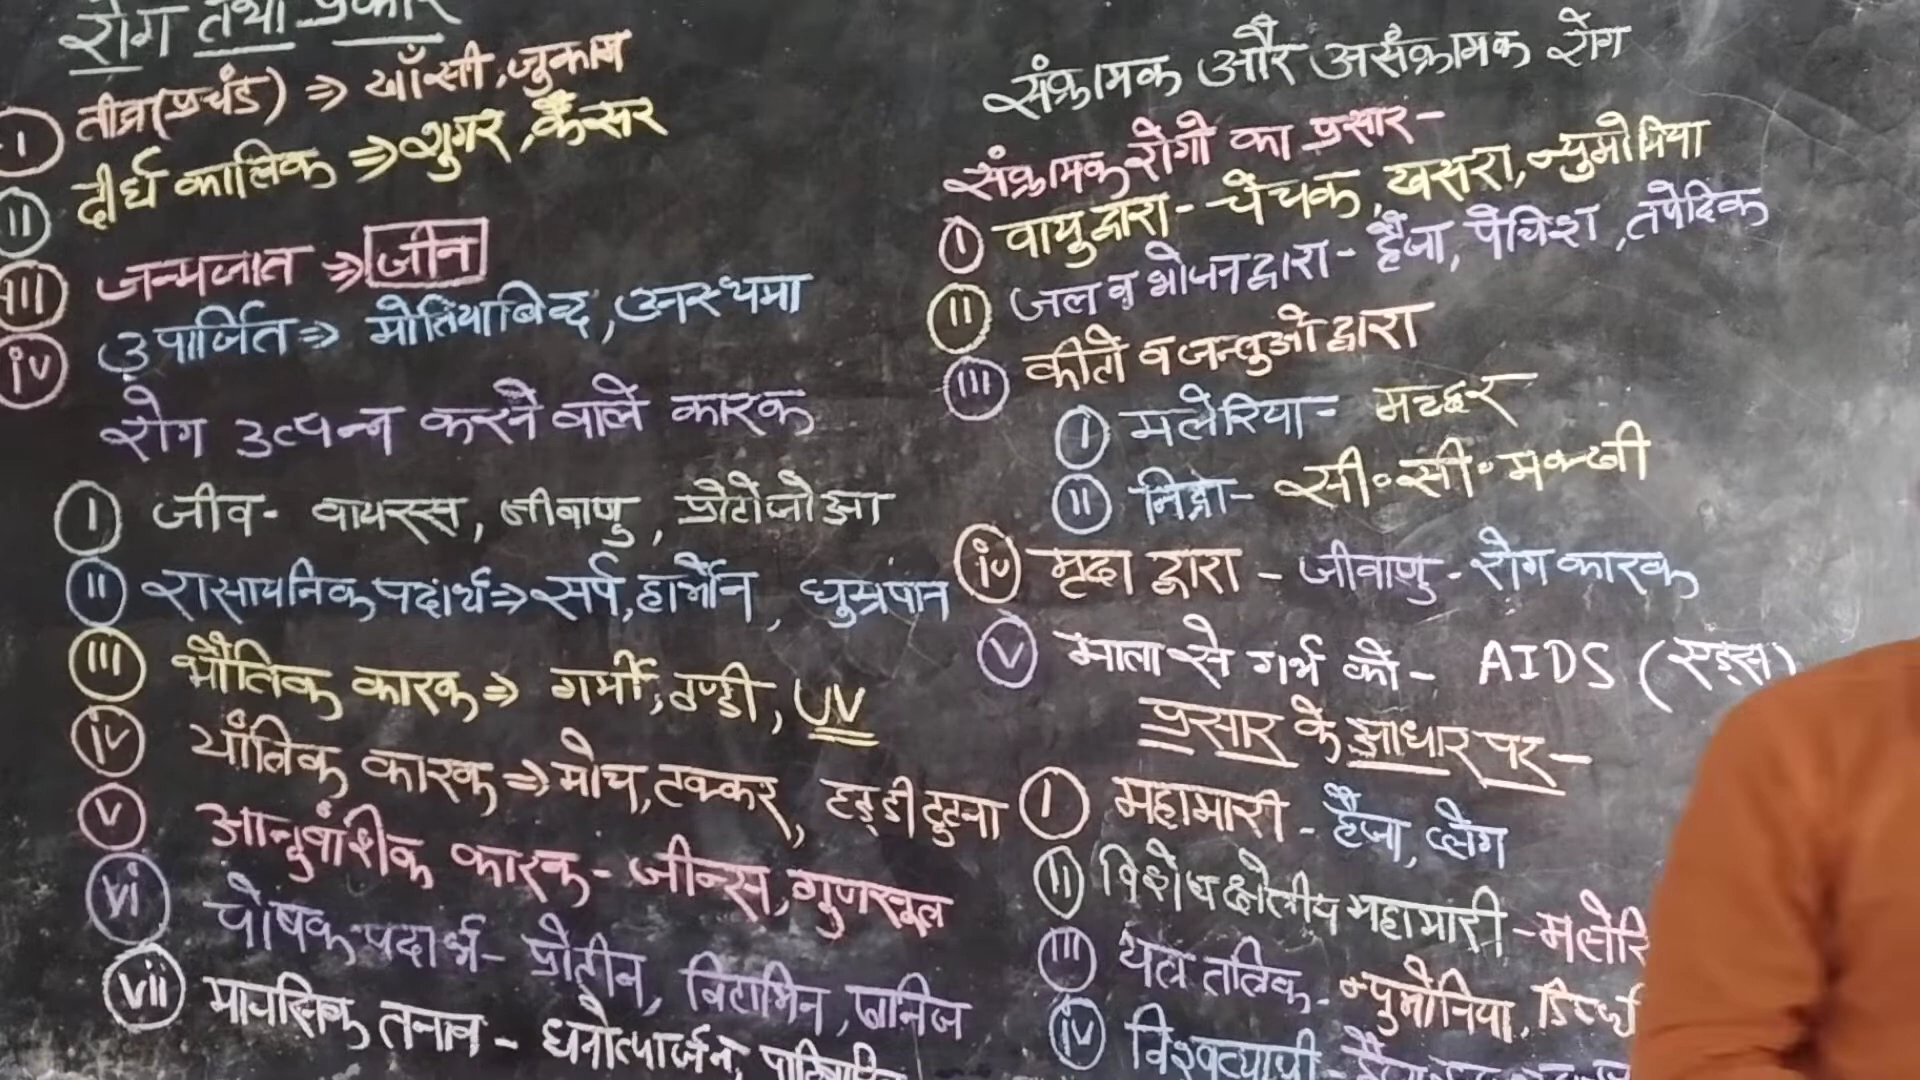 रोग तथा प्रकार
I तीव्र(प्रचंड) ⇒ खाँसी, जुकाम
II दीर्घ कालिक ⇒ शुगर, कैंसर
III जन्मजात ⇒ जीन
iv उपार्जित ⇒ मोतियाबिंद, अस्थमा
रोग उत्पन्न करने वाले कारक
I जीव- वायरस, जीवाणु, प्रोटोजोआ
II रासायनिक पदार्थ ⇒ सर्प, हार्मोन, धुम्रपान
III भौतिक कारक ⇒ गर्मी, ठण्डी, UV
iv यांत्रिक कारक ⇒ मोच, टक्कर, हड्डी टुटना
V आनुवांशिक कारक - जीन्स, गुणसूत्र
vi पोषक पदार्थ - प्रोटीन, विटामिन, खनिज
vii मानसिक तनाव - धनोत्पार्जन,
संक्रामक और असंक्रामक रोग
संक्रामक रोगो का प्रसार-
I वायु द्वारा - चेचक, खसरा, न्युमोनिया
II जल व भोजन द्वारा - हैजा, पेचिश, तपेदिक
III कीटो व जन्तुओ द्वारा
I मलेरिया - मच्छर
II निद्रा - सी॰सी॰ मक्खी
iv मृदा द्वारा - जीवाणु - रोग कारक
V माता से गर्भ को - AIDS (एड्स)
प्रसार के आधार पर-
I महामारी - हैजा, प्लेग
II विशेष क्षेत्रीय महामारी - मलेरि
III यत्र तत्रिक - न्युमोनिया,
iv विश्वव्यापी -